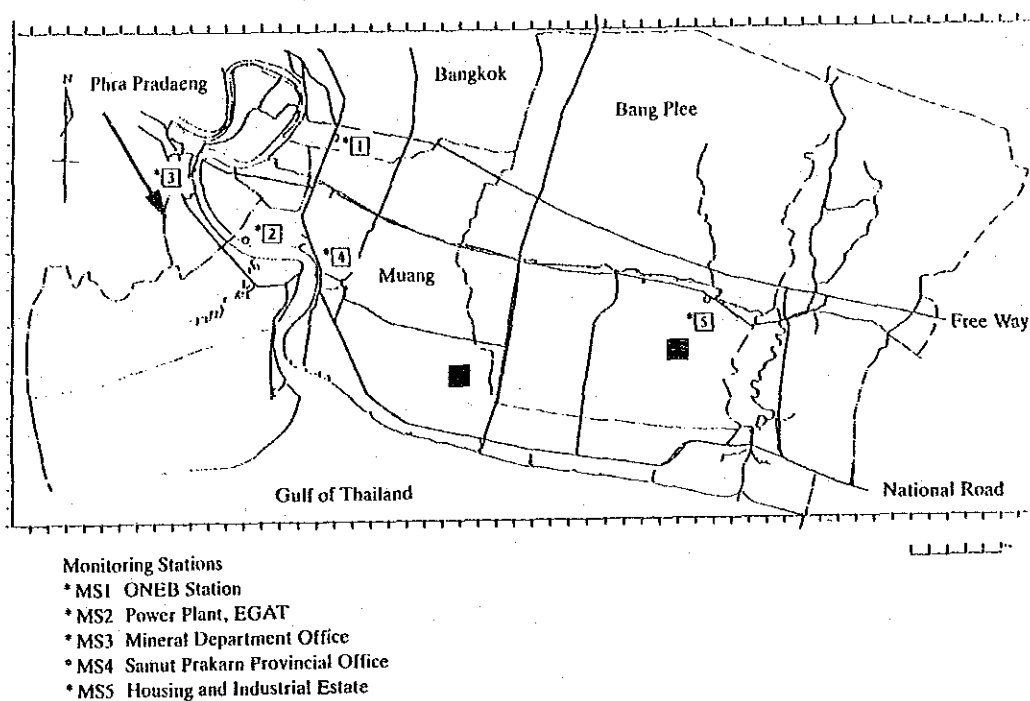 N
Phra Pradaeng
Bangkok
Bang Plee
*1
*3
*2
*4
Muang
*5
Free Way
Gulf of Thailand
National Road
Monitoring Stations
*MS1 ONEB Station
*MS2 Power Plant, EGAT
*MS3 Mineral Department Office
*MS4 Samut Prakarn Provincial Office
*MS5 Housing and Industrial Estate